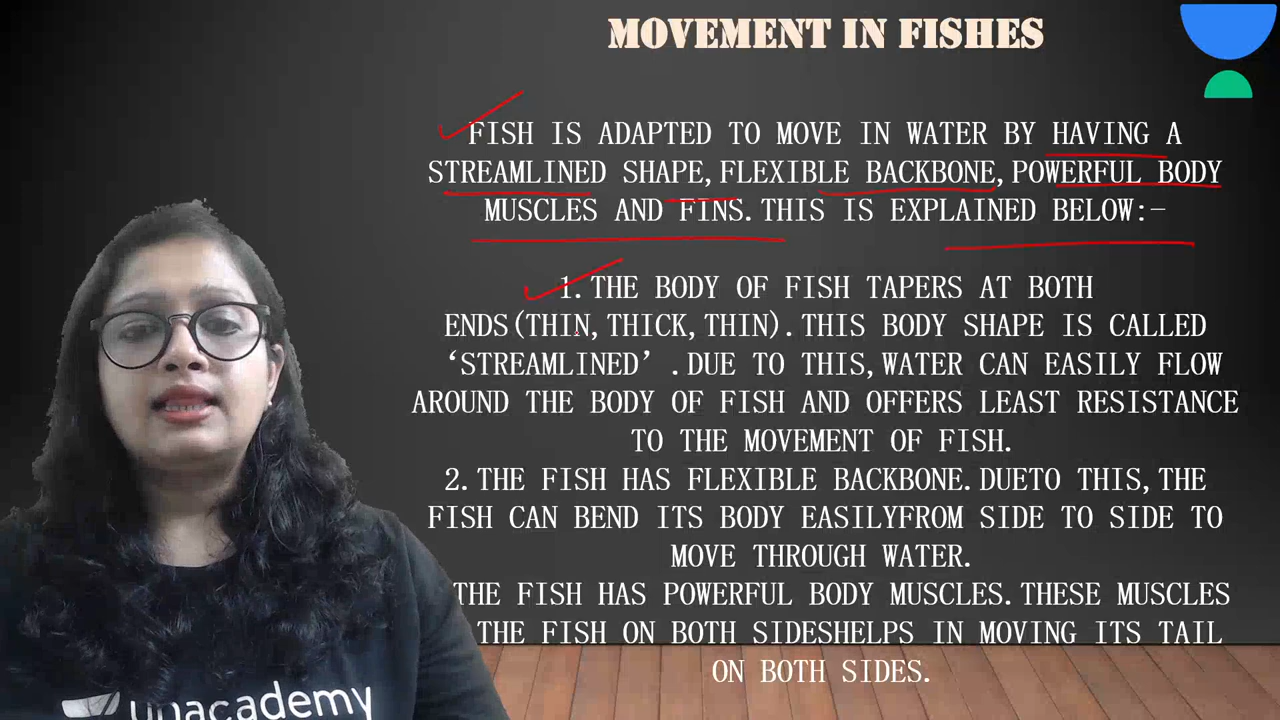 MOVEMENT IN FISHES
FISH IS ADAPTED TO MOVE IN WATER BY HAVING A
STREAMLINED SHAPE,FLEXIBLE BACKBONE,POWERFUL BODY
MUSCLES AND FINS.THIS IS EXPLAINED BELOW:-
1.THE BODY OF FISH TAPERS AT BOTH
ENDS(THIN,THICK,THIN).THIS BODY SHAPE IS CALLED
‘STREAMLINED’ .DUE TO THIS,WATER CAN EASILY FLOW
AROUND THE BODY OF FISH AND OFFERS LEAST RESISTANCE
TO THE MOVEMENT OF FISH.
2.THE FISH HAS FLEXIBLE BACKBONE.DUETO THIS,THE
FISH CAN BEND ITS BODY EASILYFROM SIDE TO SIDE TO
MOVE THROUGH WATER.
THE FISH HAS POWERFUL BODY MUSCLES.THESE MUSCLES
THE FISH ON BOTH SIDESHELPS IN MOVING ITS TAIL
ON BOTH SIDES.
unacademy